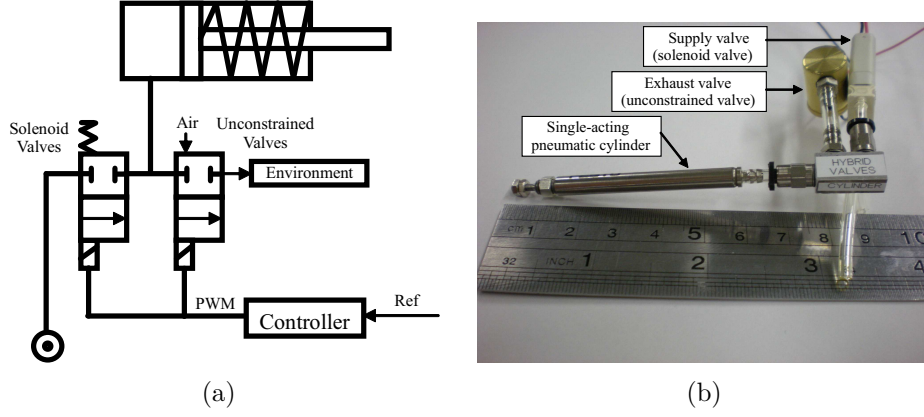 Solenoid
Valves
Air
Unconstrained
Valves
Environment
PWM
Controller
Ref
(a)
Supply valve
(solenoid valve)
Exhaust valve
(unconstrained valve)
Single-acting
pneumatic cylinder
HYBRID
VALVES
CYLINDER
1 2 3 4 5 6 7 8 9 10
32 INCH 1 2 3 4
(b)